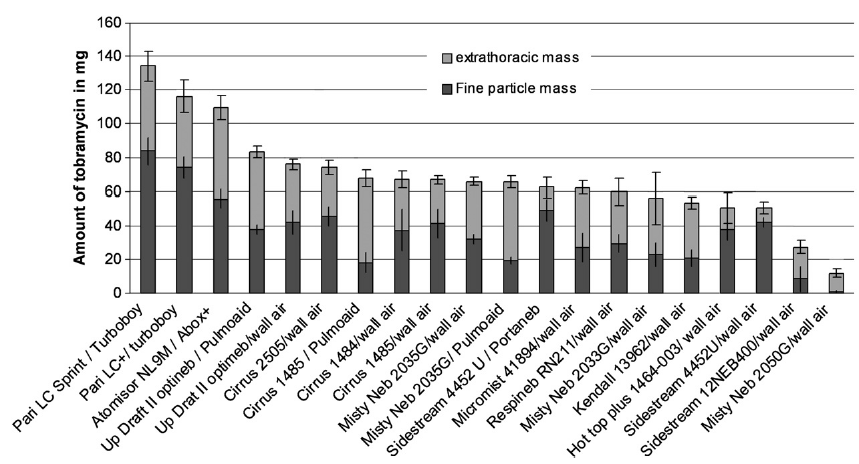 160
140
120
100
80
60
40
20
0
Amount of tobramycin in mg
extrathoracic mass
Fine particle mass
Pari LC Sprint / Turboboy
Pari LC+/ turboboy
Atomisor NL9M / Abox+
Up Draft II optineb / Pulmoaid
Up Drat II optimeb/wall air
Cirrus 2505/wall air
Cirrus 1485 / Pulmoaid
Cirrus 1484/wall air
Cirrus 1485/wall air
Misty Neb 2035G/wall air
Misty Neb 2035G/ Pulmoaid
Sidestream 4452 U / Portaneb
Micromist 41894/wall air
Respineb RN211/wall air
Misty Neb 2033G/wall air
Kendall 13962/wall air
Hot top plus 1464-003/ wall air
Sidestream 4452U/wall air
Sidestream 12NEB400/wall air
Misty Neb 2050G/wall air